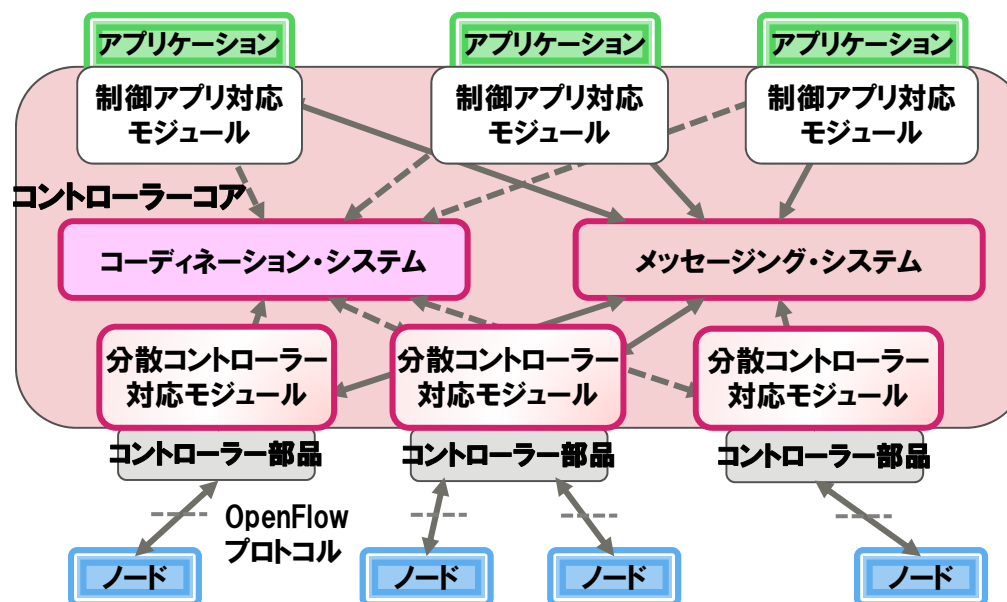 アプリケーション
アプリケーション
アプリケーション
制御アプリ対応
モジュール
制御アプリ対応
モジュール
制御アプリ対応
モジュール
コントローラーコア
コーディネーション・システム
メッセージング・システム
分散コントローラー
対応モジュール
分散コントローラー
対応モジュール
分散コントローラー
対応モジュール
コントローラー部品
コントローラー部品
コントローラー部品
OpenFlow
プロトコル
ノード
ノード
ノード
ノード